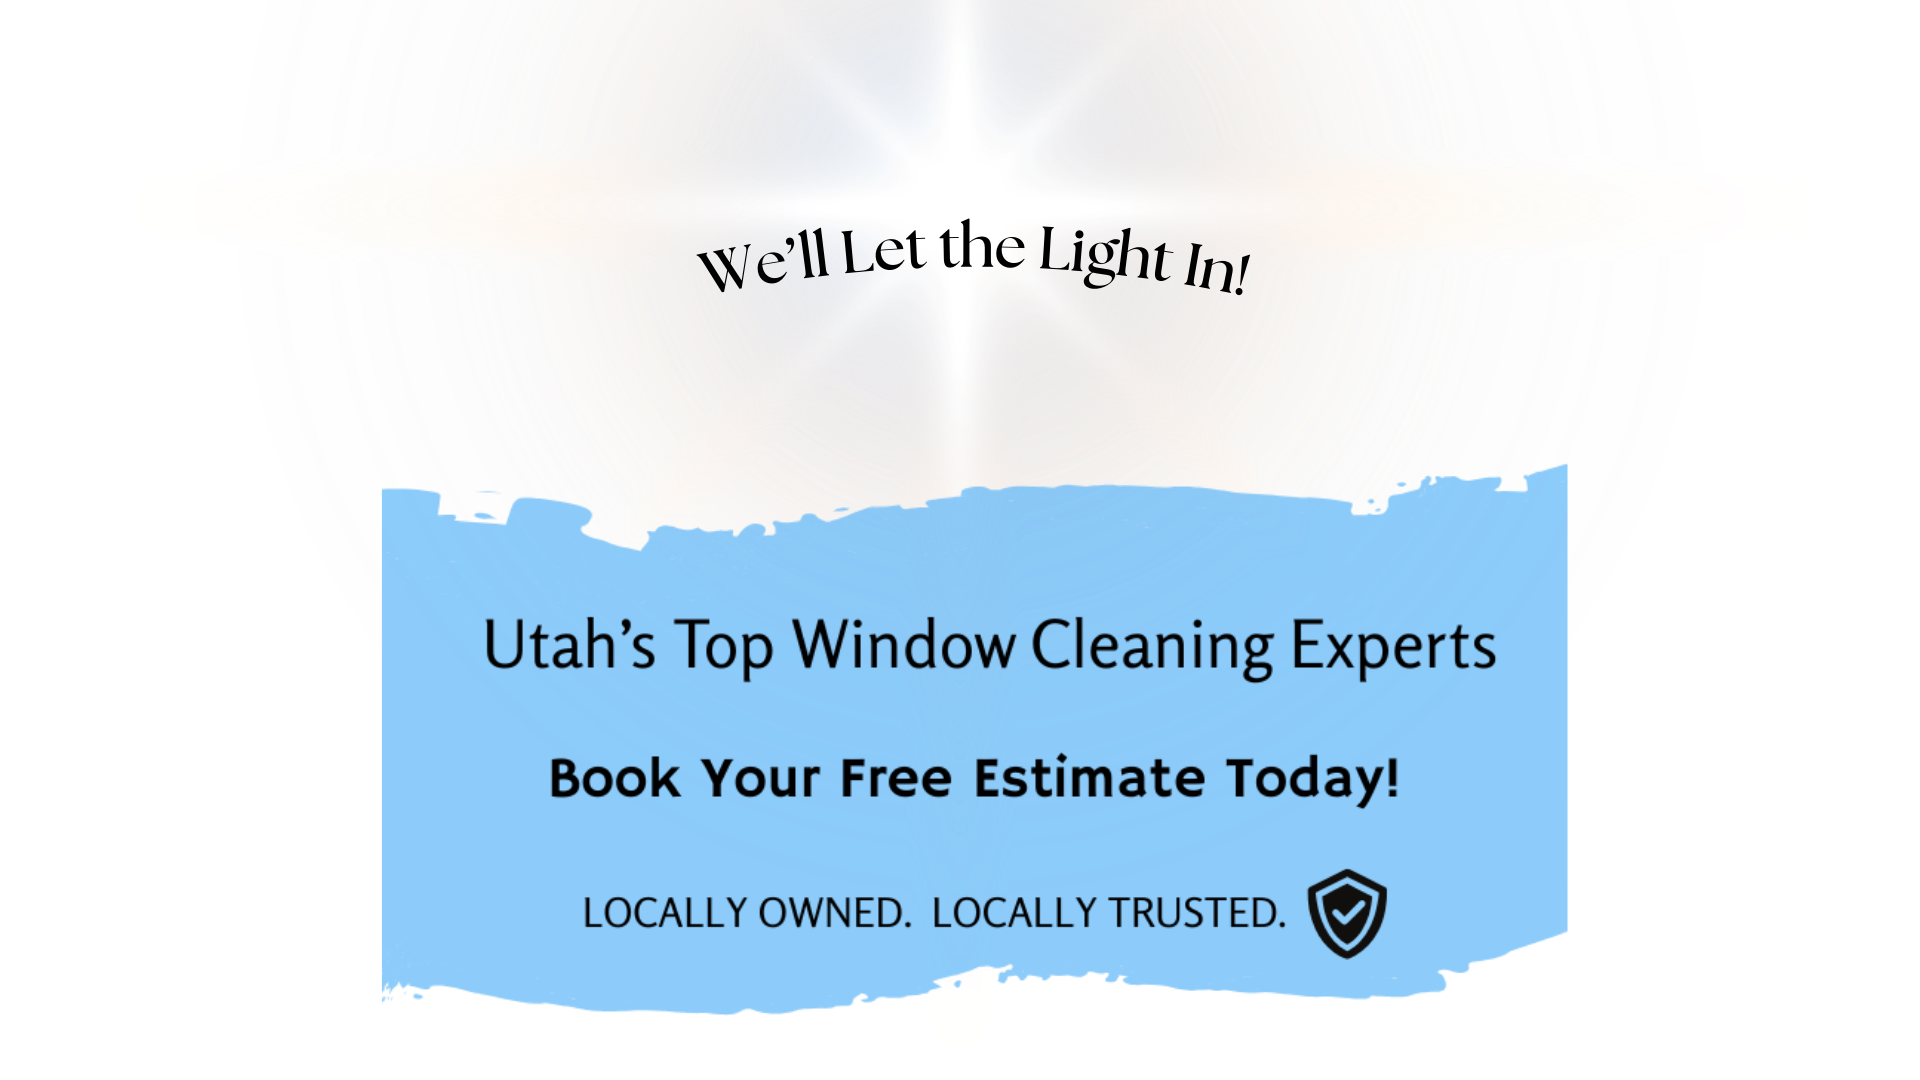 We’ll Let the Light In!
Utah’s Top Window Cleaning Experts
Book Your Free Estimate Today!
LOCALLY OWNED. LOCALLY TRUSTED.